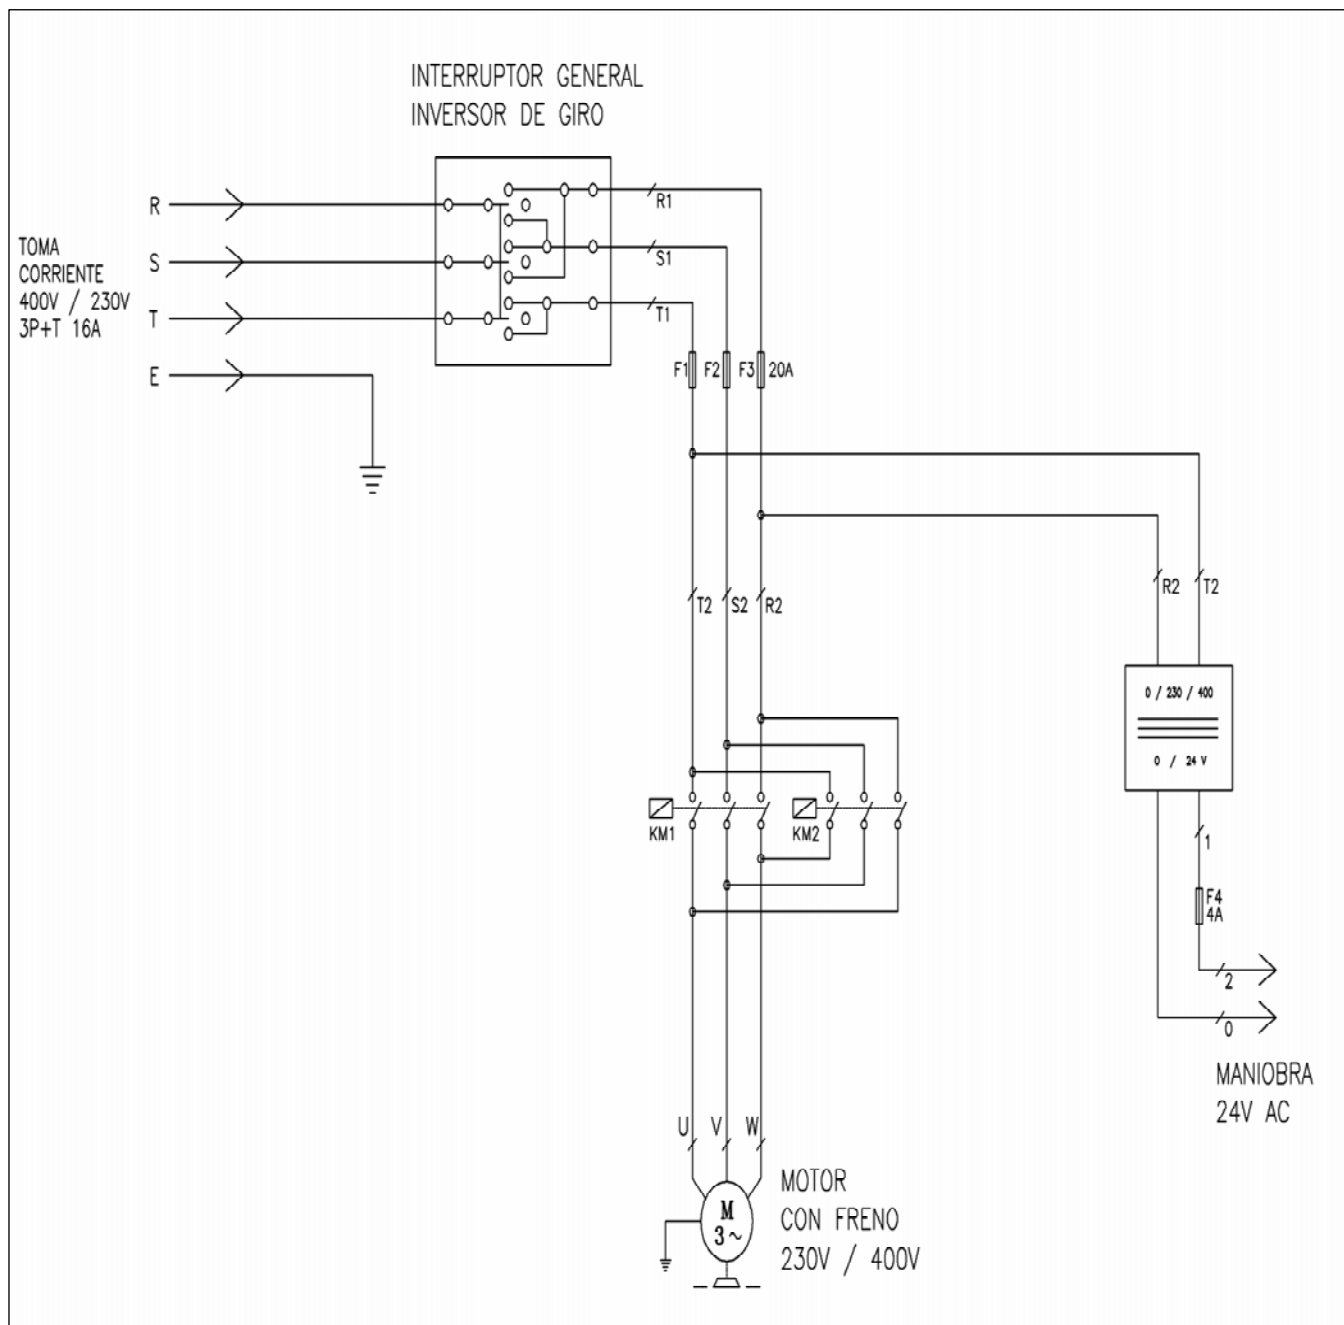 INTERRUPTOR GENERAL
INVERSOR DE GIRO
R
R1
TOMA
CORRIENTE
400V / 230V
3P+T 16A
S
S1
T
T1
E
F1
F2
F3
20A
T2
S2
R2
R2
T2
0 / 230 / 400
0 / 24 V
KM1
KM2
1
F4
4A
2
0
MANIOBRA
24V AC
U
V
W
MOTOR
CON FRENO
230V / 400V
M
3~